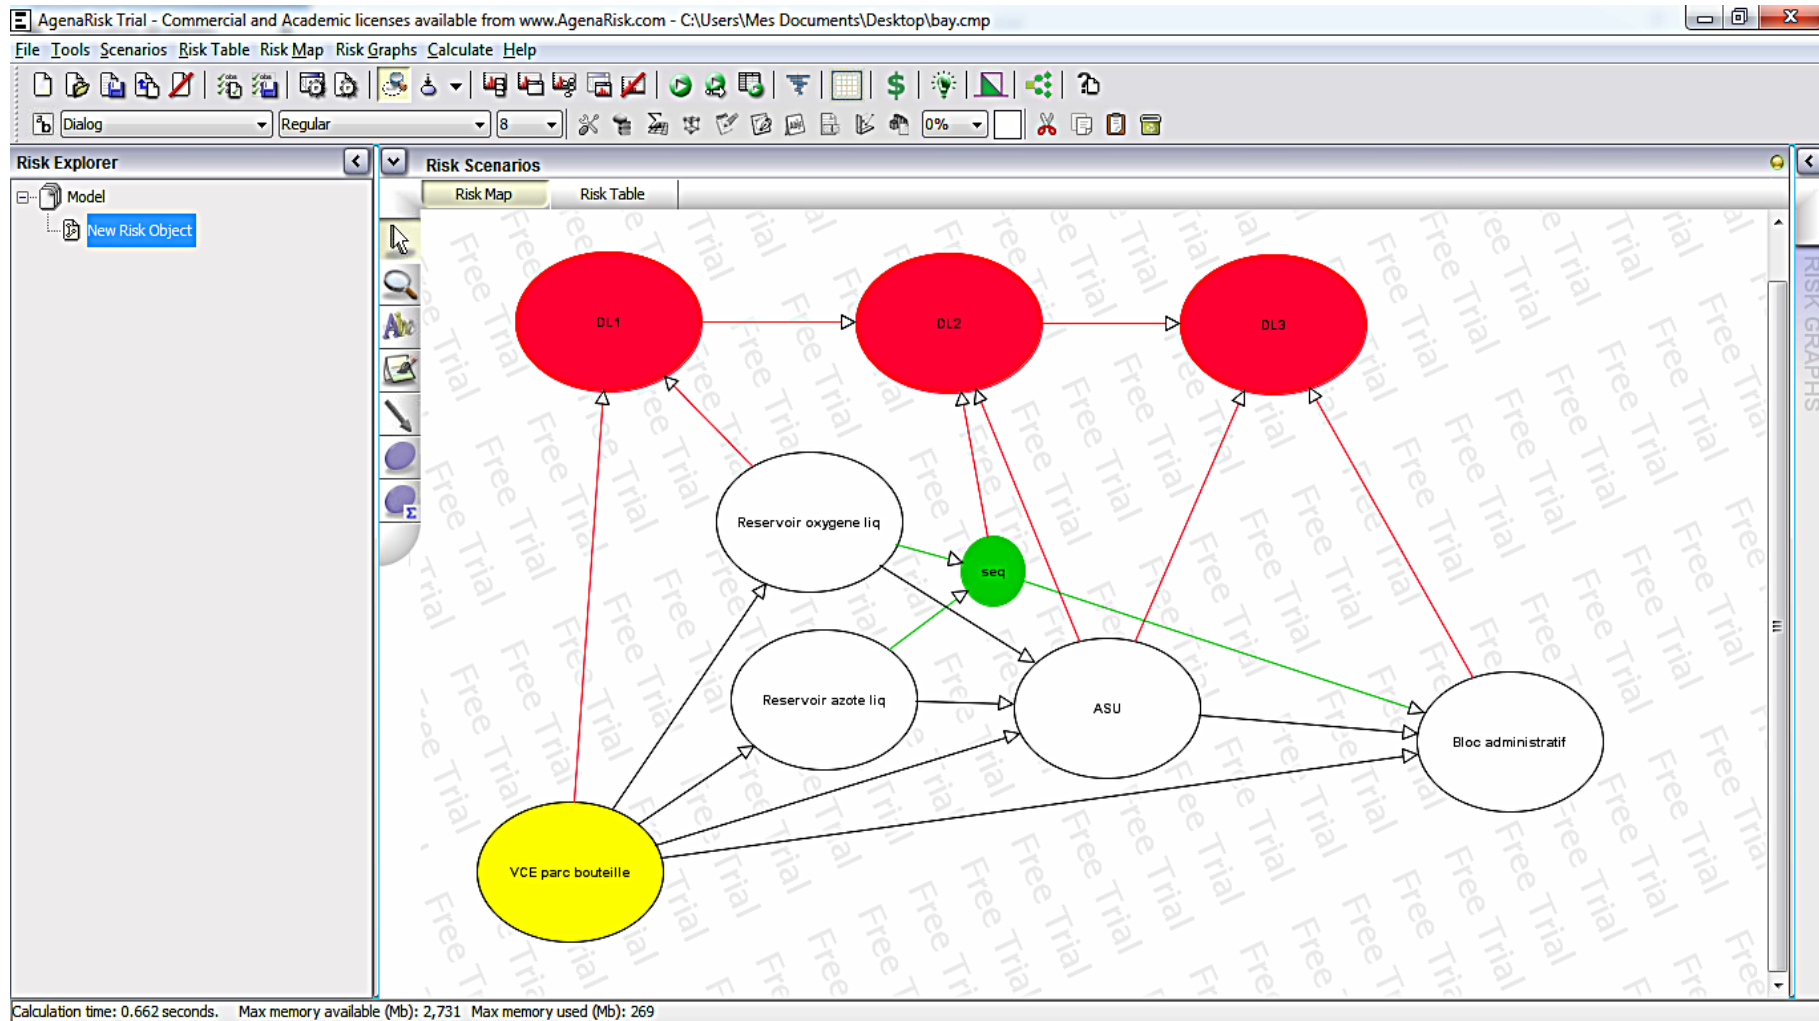 AgenaRisk Trial - Commercial and Academic licenses available from www.AgenaRisk.com - C:\Users\Mes Documents\Desktop\bay.cmp
File Tools Scenarios Risk Table Risk Map Risk Graphs Calculate Help
Dialog Regular 8 0%
Risk Explorer
Risk Scenarios
Model
New Risk Object
Risk Map Risk Table
RISK GRAPHS
DL1 DL2 DL3
Reservoir oxygene liq
seq
Reservoir azote liq
ASU
Bloc administratif
VCE parc bouteille
Free Trial
Calculation time: 0.662 seconds. Max memory available (Mb): 2,731 Max memory used (Mb): 269